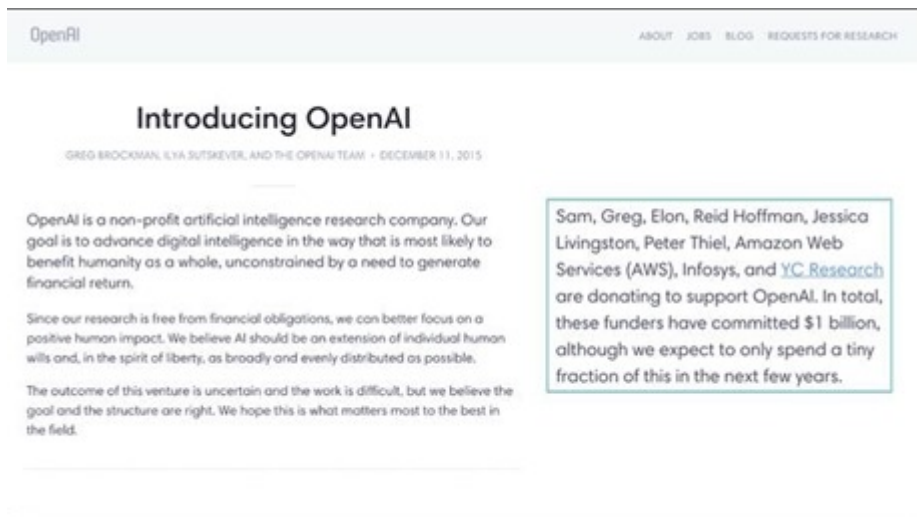 OpenAI
ABOUT JOBS BLOG REQUESTS FOR RESEARCH
Introducing OpenAI
GREG BROCKMAN, ILYA SUTSKEVER, AND THE OPENAI TEAM • DECEMBER 11, 2015
OpenAI is a non-profit artificial intelligence research company. Our
goal is to advance digital intelligence in the way that is most likely to
benefit humanity as a whole, unconstrained by a need to generate
financial return.
Since our research is free from financial obligations, we can better focus on a
positive human impact. We believe AI should be an extension of individual human
wills and, in the spirit of liberty, as broadly and evenly distributed as possible.
The outcome of this venture is uncertain and the work is difficult, but we believe the
goal and the structure are right. We hope this is what matters most to the best in
the field.
Sam, Greg, Elon, Reid Hoffman, Jessica
Livingston, Peter Thiel, Amazon Web
Services (AWS), Infosys, and YC Research
are donating to support OpenAI. In total,
these funders have committed $1 billion,
although we expect to only spend a tiny
fraction of this in the next few years.